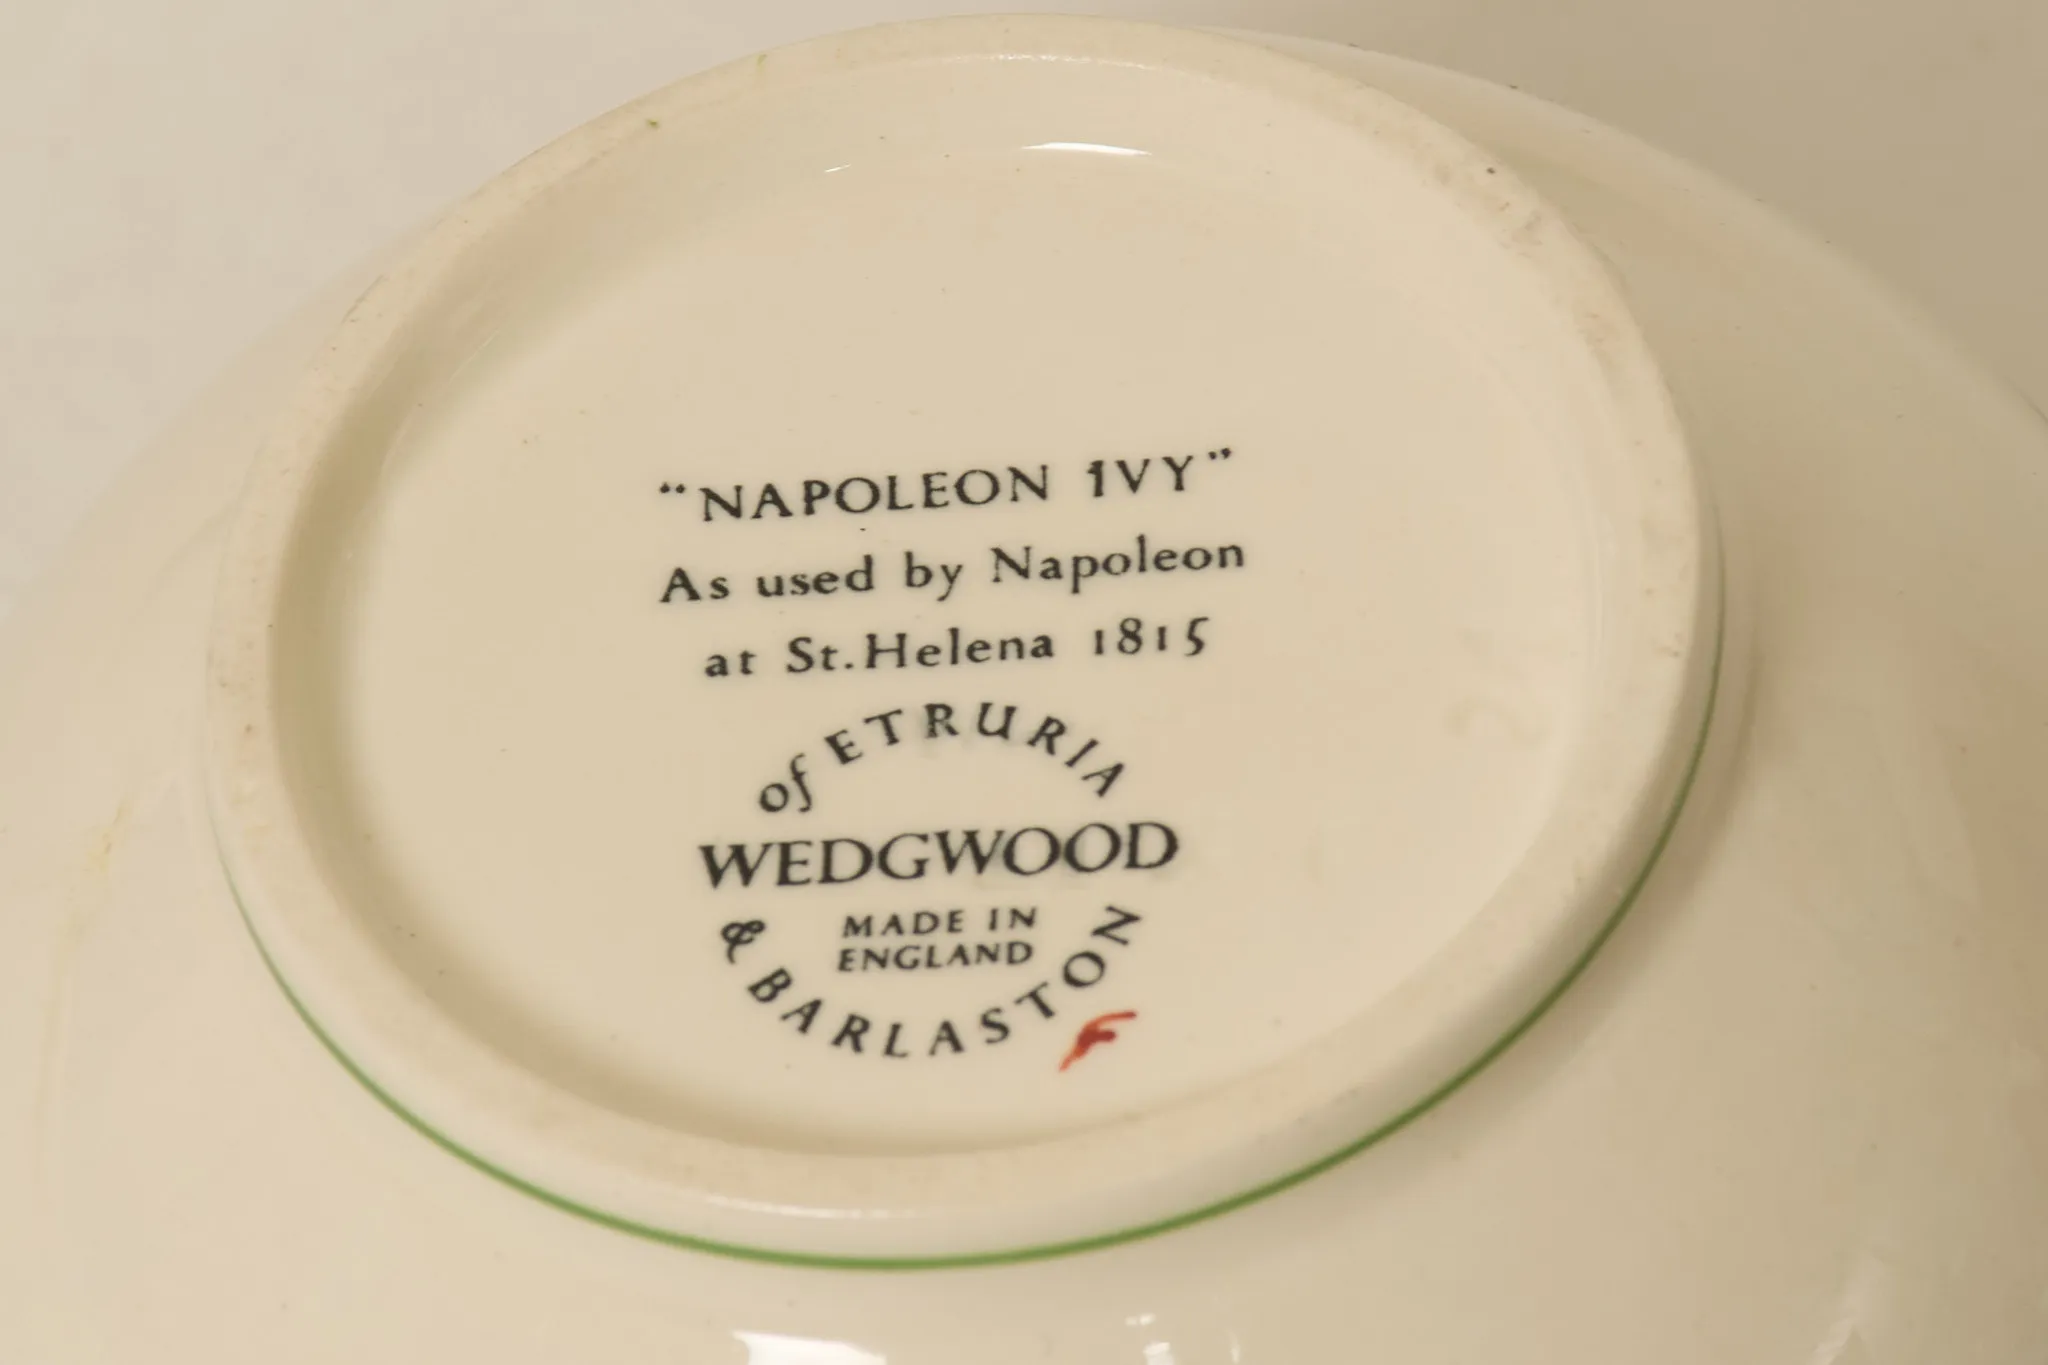 “NAPOLEON IVY”
As used by Napoleon
at St. Helena 1815
of ETRURIA
WEDGWOOD
MADE IN
ENGLAND
& BARLASTON